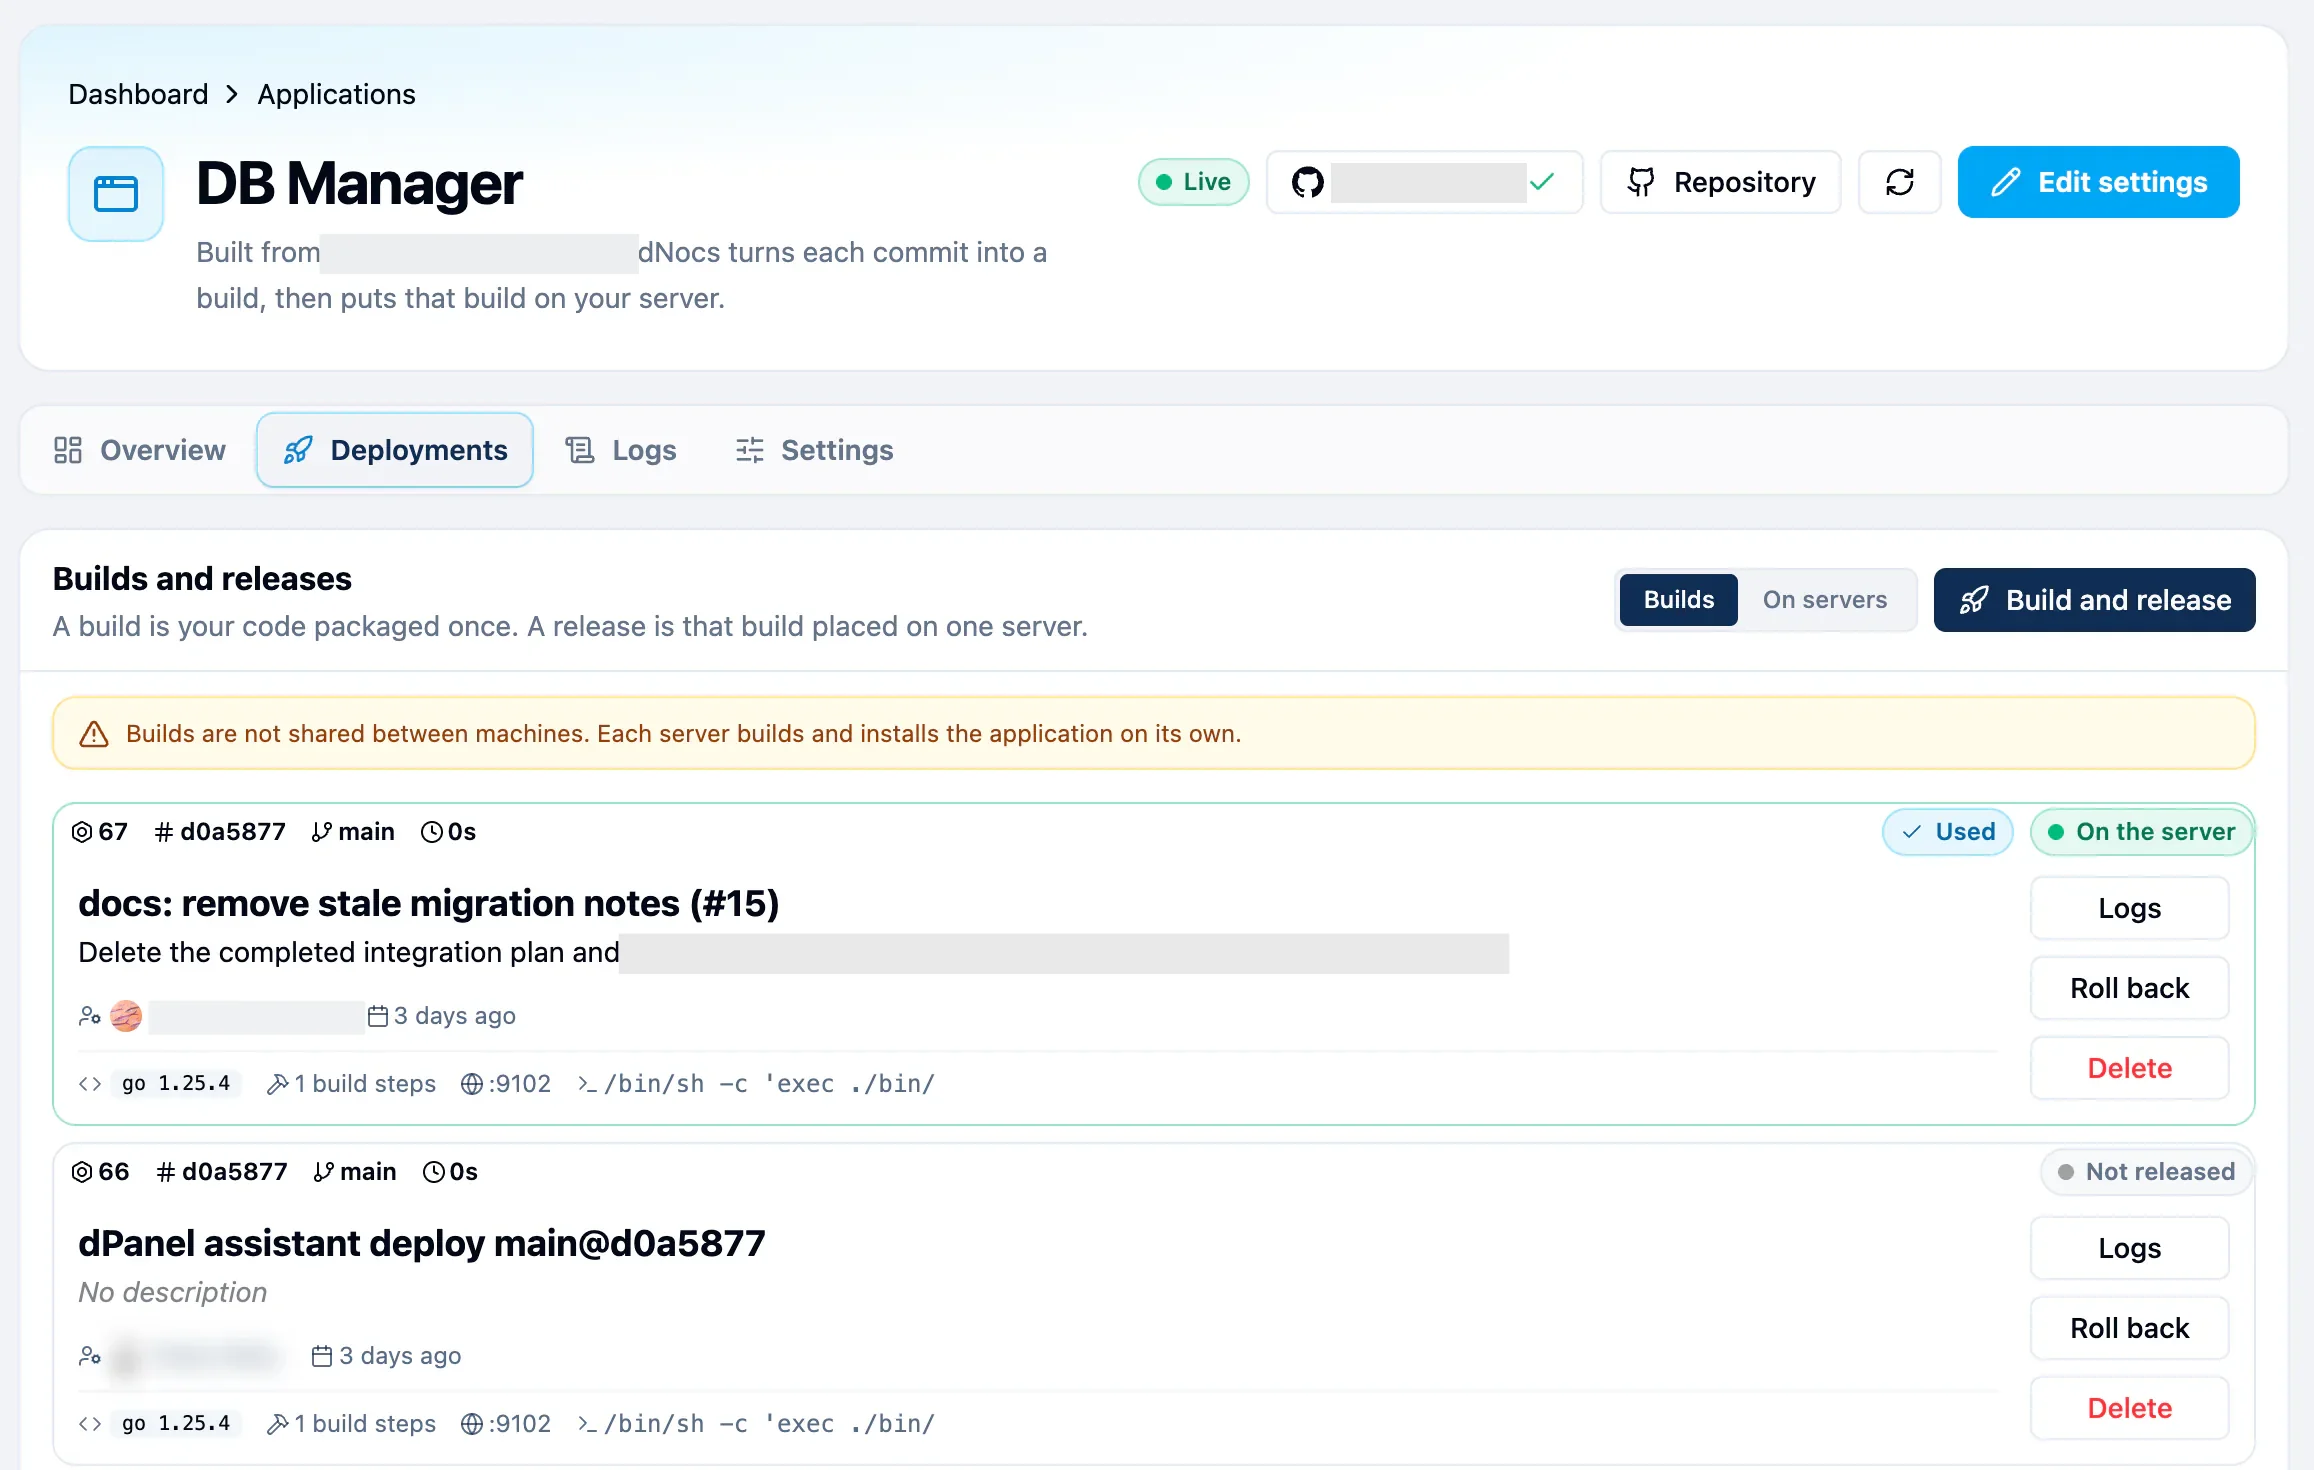 Dashboard > Applications
DB Manager
Live
Repository
Edit settings
Built from
dNocs turns each commit into a
build, then puts that build on your server.
Overview
Deployments
Logs
Settings
Builds and releases
A build is your code packaged once. A release is that build placed on one server.
Builds
On servers
Build and release
Builds are not shared between machines. Each server builds and installs the application on its own.
67 # d0a5877 main 0s
Used
On the server
docs: remove stale migration notes (#15)
Delete the completed integration plan and
3 days ago
go 1.25.4 1 build steps :9102 >_ /bin/sh -c 'exec ./bin/
Logs
Roll back
Delete
66 # d0a5877 main 0s
Not released
dPanel assistant deploy main@d0a5877
No description
3 days ago
go 1.25.4 1 build steps :9102 >_ /bin/sh -c 'exec ./bin/
Logs
Roll back
Delete